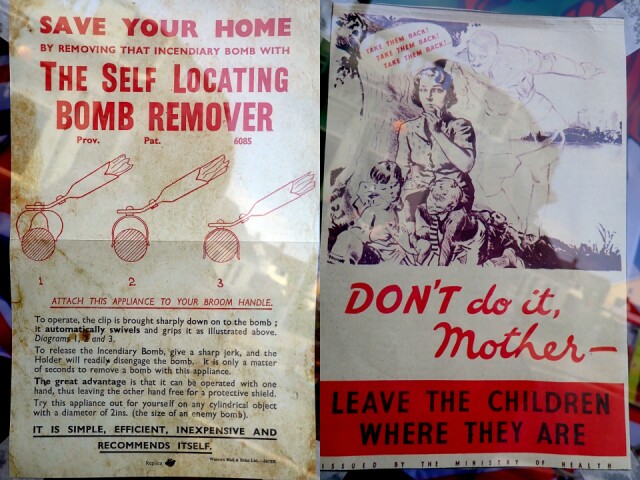 SAVE YOUR HOME
BY REMOVING THAT INCENDIARY BOMB WITH
THE SELF LOCATING
BOMB REMOVER
Prov. Pat. 6085
1 2 3
ATTACH THIS APPLIANCE TO YOUR BROOM HANDLE.
To operate, the clip is brought sharply down on to the bomb ;
it automatically swivels and grips it as illustrated above.
Diagrams 1, 2 and 3.
To release the Incendiary Bomb, give a sharp jerk, and the
Holder will readily disengage the bomb. It is only a matter
of seconds to remove a bomb with this appliance.
The great advantage is that it can be operated with one
hand, thus leaving the other hand free for a protective shield.
Try this appliance out for yourself on any cylindrical object
with a diameter of 2ins. (the size of an enemy bomb).
IT IS SIMPLE, EFFICIENT, INEXPENSIVE AND
RECOMMENDS ITSELF.
Replica
TAKE THEM BACK!
TAKE THEM BACK!
TAKE THEM BACK!
DON'T do it,
Mother—
LEAVE THE CHILDREN
WHERE THEY ARE
ISSUED BY THE MINISTRY OF HEALTH